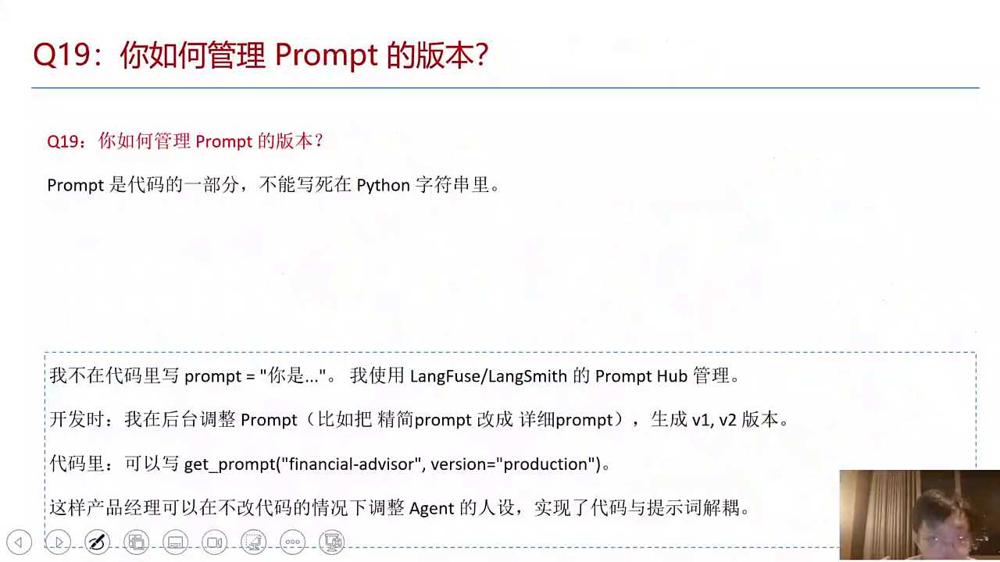 Q19：你如何管理 Prompt 的版本？
Q19：你如何管理 Prompt 的版本？
Prompt 是代码的一部分，不能写死在 Python 字符串里。
我不在代码里写 prompt = "你是..."。 我使用 LangFuse/LangSmith 的 Prompt Hub 管理。
开发时：我在后台调整 Prompt（比如把 精简prompt 改成 详细prompt），生成 v1, v2 版本。
代码里：可以写 get_prompt("financial-advisor", version="production")。
这样产品经理可以在不改代码的情况下调整 Agent 的人设，实现了代码与提示词解耦。